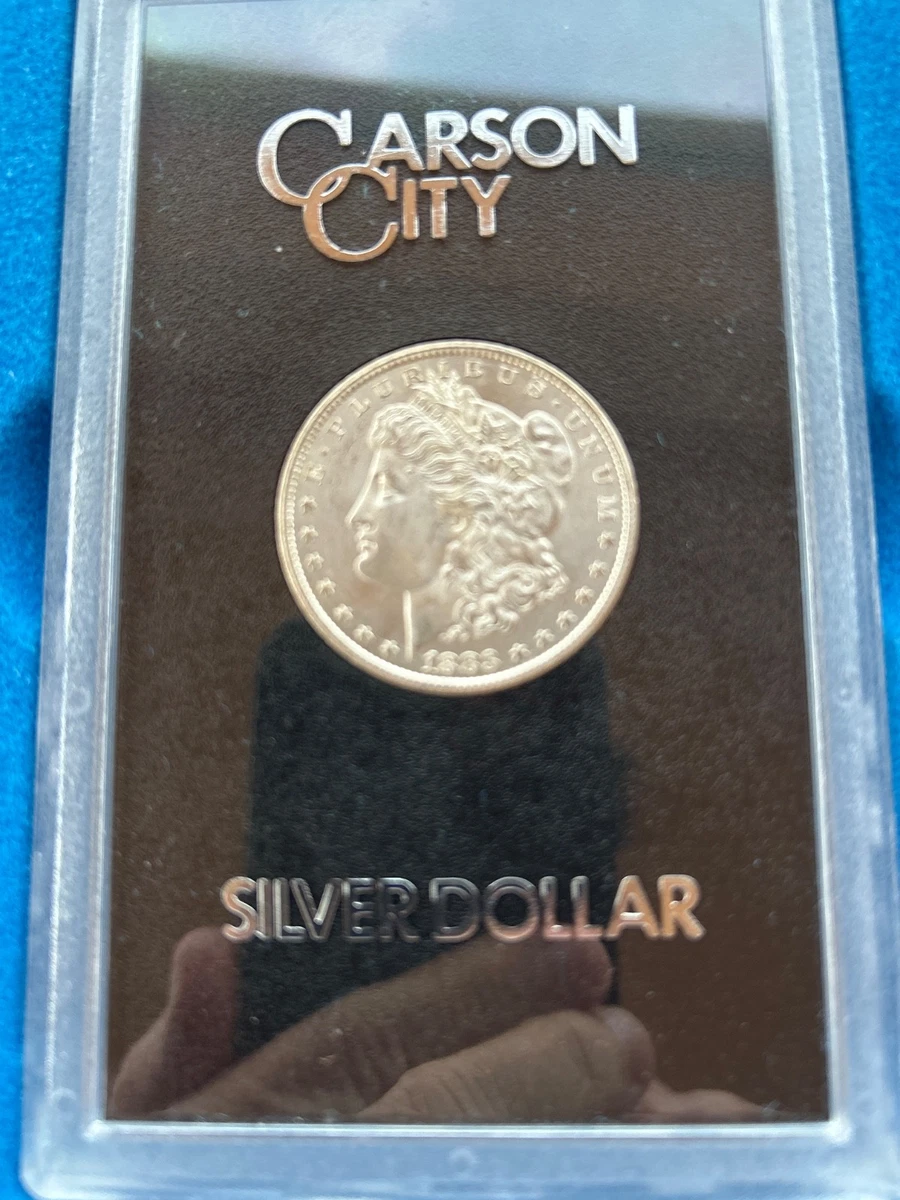 CARSON
CITY
E · PLURIBUS · UNUM
1883
SILVER DOLLAR